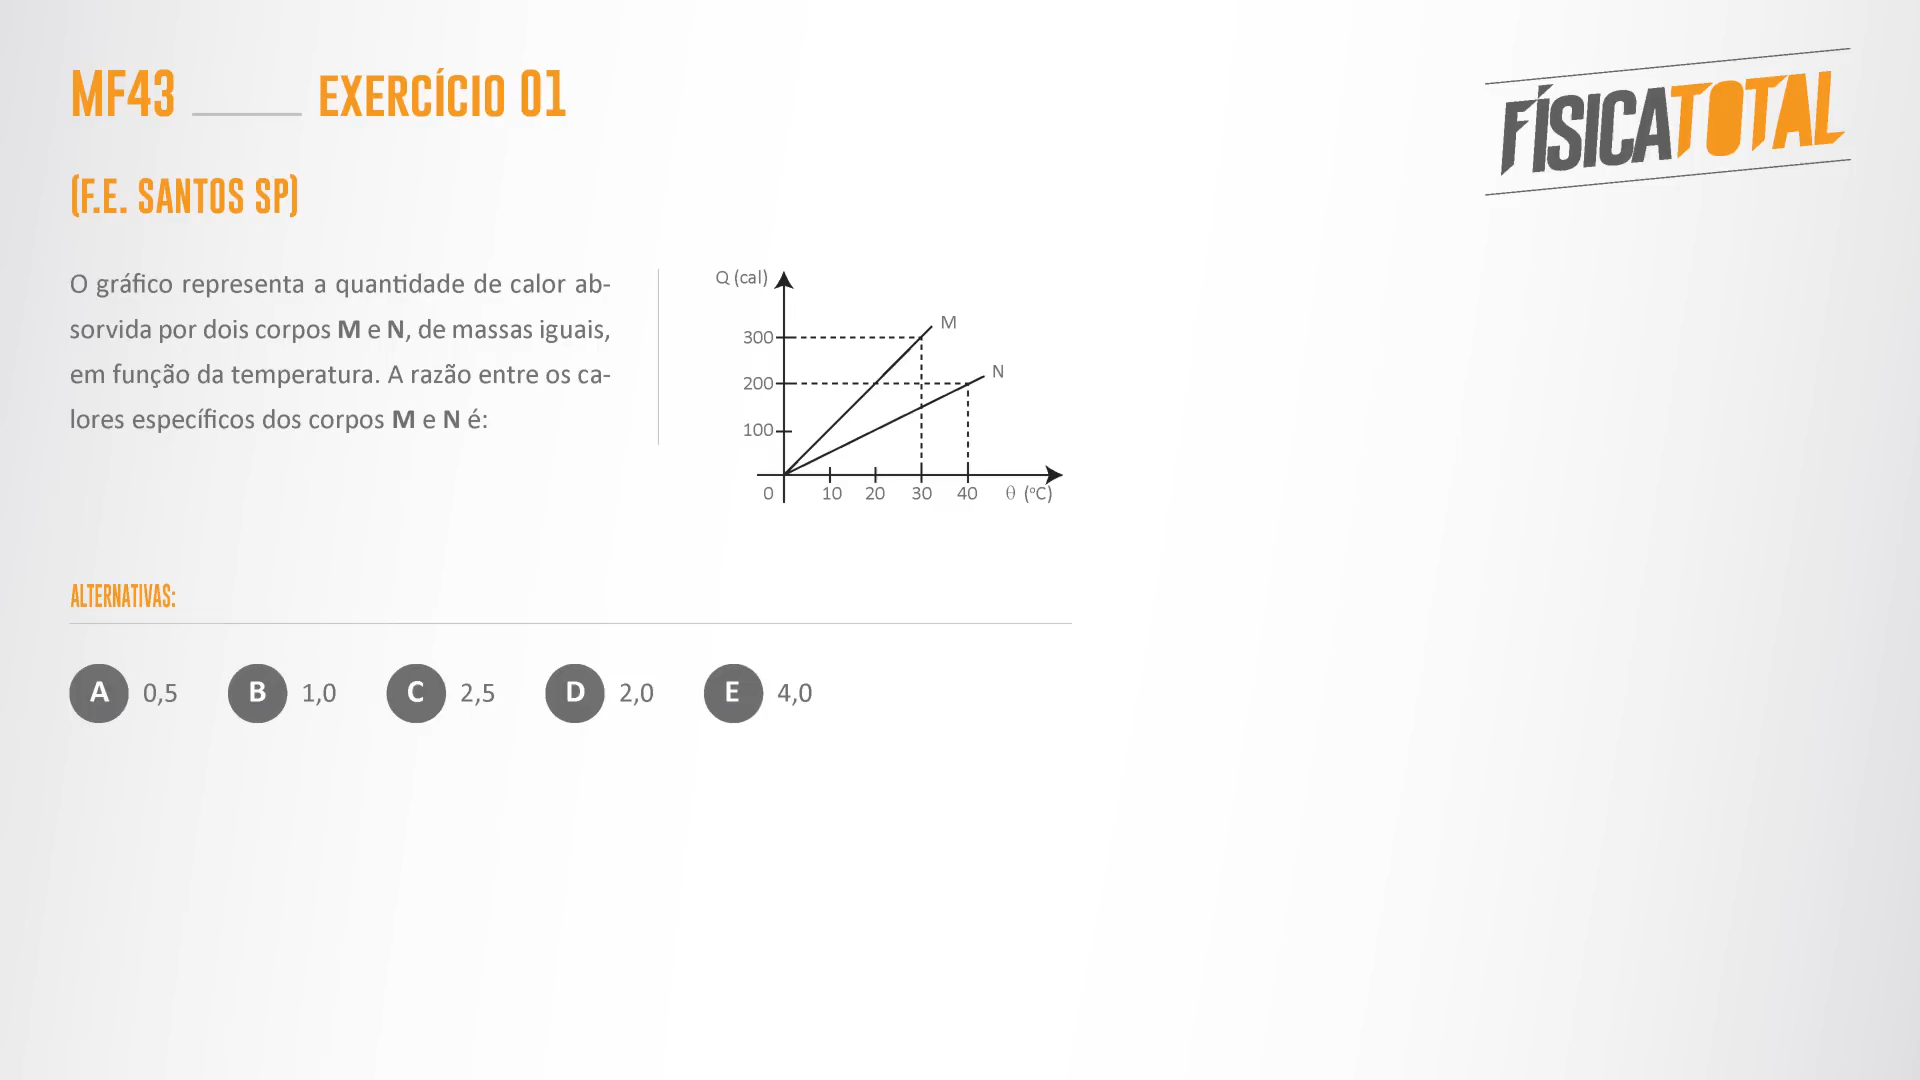 MF43 EXERCÍCIO 01
FÍSICATOTAL
(F.E. SANTOS SP)
O gráfico representa a quantidade de calor ab-
sorvida por dois corpos M e N, de massas iguais,
em função da temperatura. A razão entre os ca-
lores específicos dos corpos M e N é:
Q (cal)
M
300
N
200
100
0 10 20 30 40 θ (°C)
ALTERNATIVAS:
A 0,5 B 1,0 C 2,5 D 2,0 E 4,0